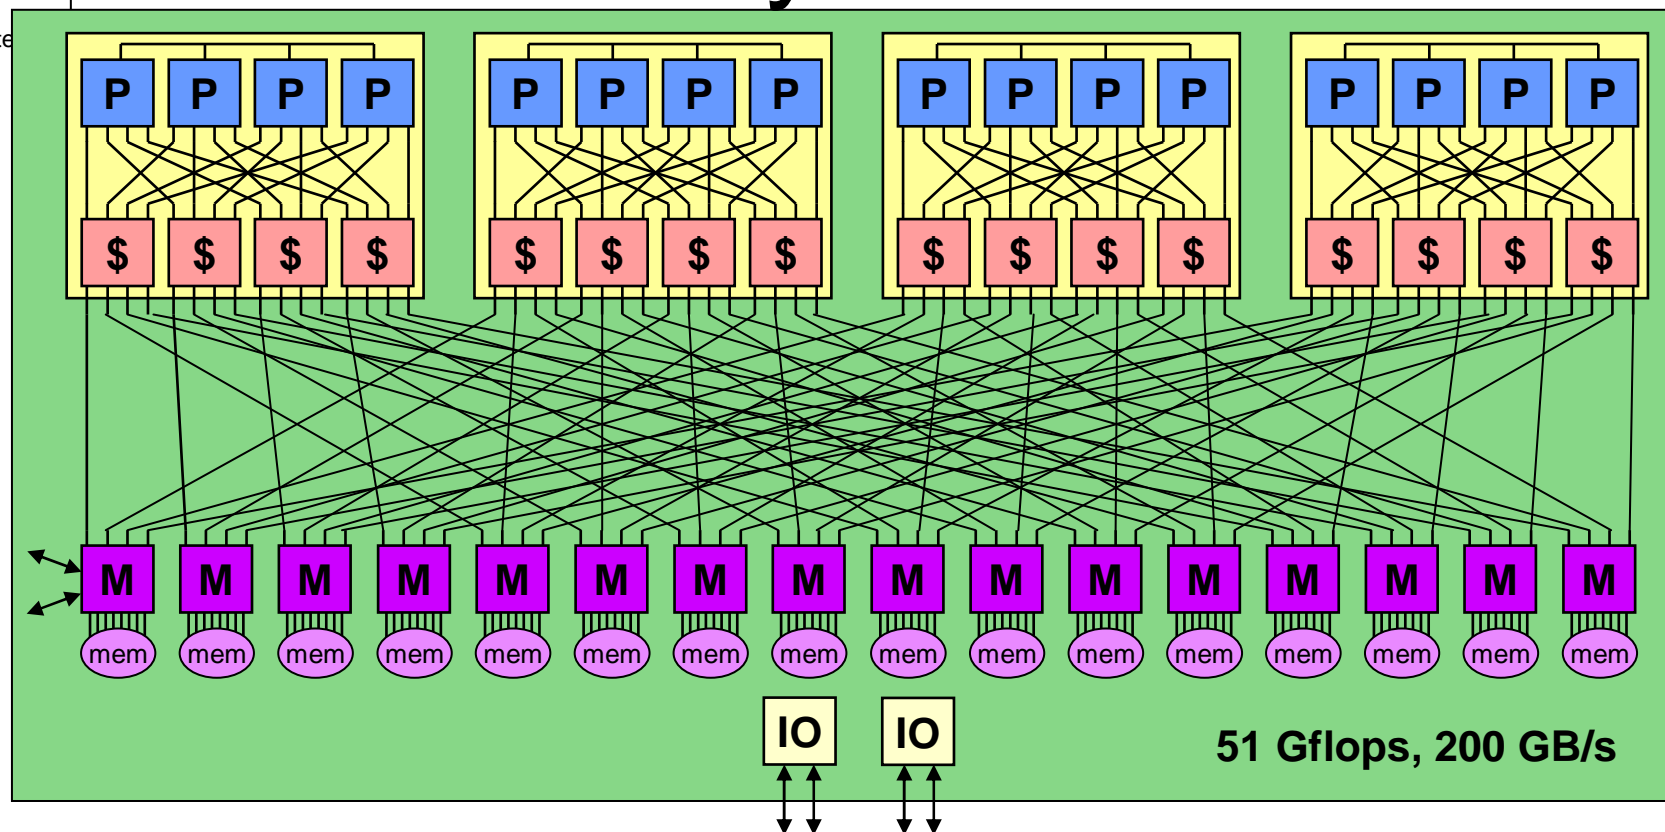 te
P P P P P P P P P P P P P P P P
$ $ $ $ $ $ $ $ $ $ $ $ $ $ $ $
M M M M M M M M M M M M M M M M
mem mem mem mem mem mem mem mem mem mem mem mem mem mem mem mem
IO IO
51 Gflops, 200 GB/s